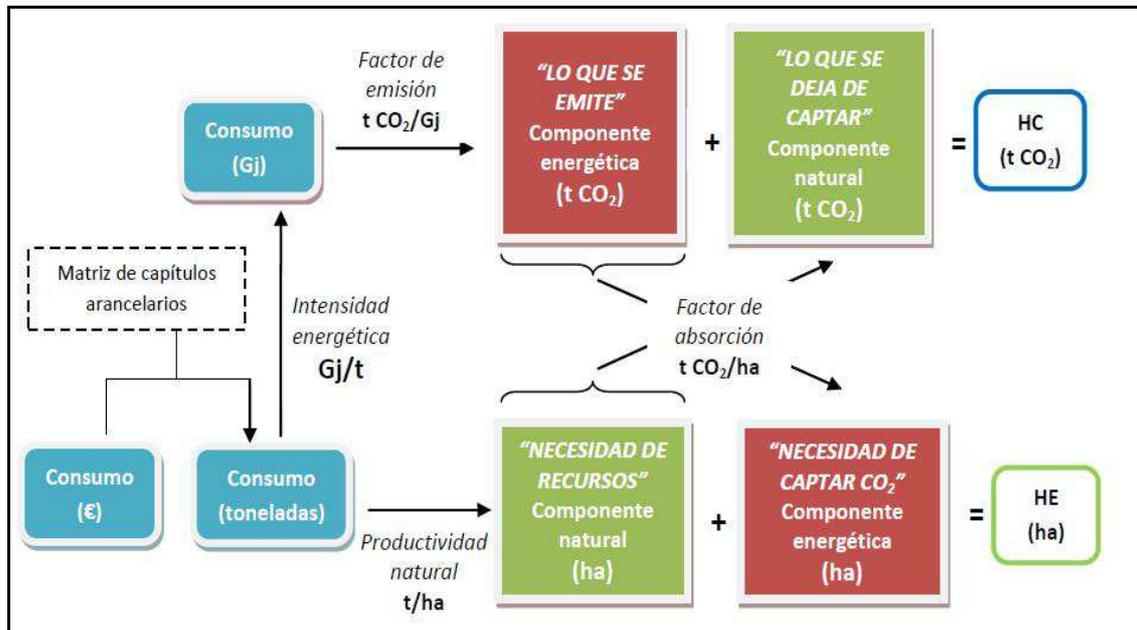 Factor de
emisión
t CO₂/Gj
Consumo
(Gj)
"LO QUE SE
EMITE"
Componente
energética
(t CO₂)
+
"LO QUE SE
DEJA DE
CAPTAR"
Componente
natural
(t CO₂)
=
HC
(t CO₂)
Matriz de capítulos
arancelarios
Intensidad
energética
Gj/t
Factor de
absorción
t CO₂/ha
Consumo
(€)
Consumo
(toneladas)
Productividad
natural
t/ha
"NECESIDAD DE
RECURSOS"
Componente
natural
(ha)
+
"NECESIDAD DE
CAPTAR CO₂"
Componente
energética
(ha)
=
HE
(ha)